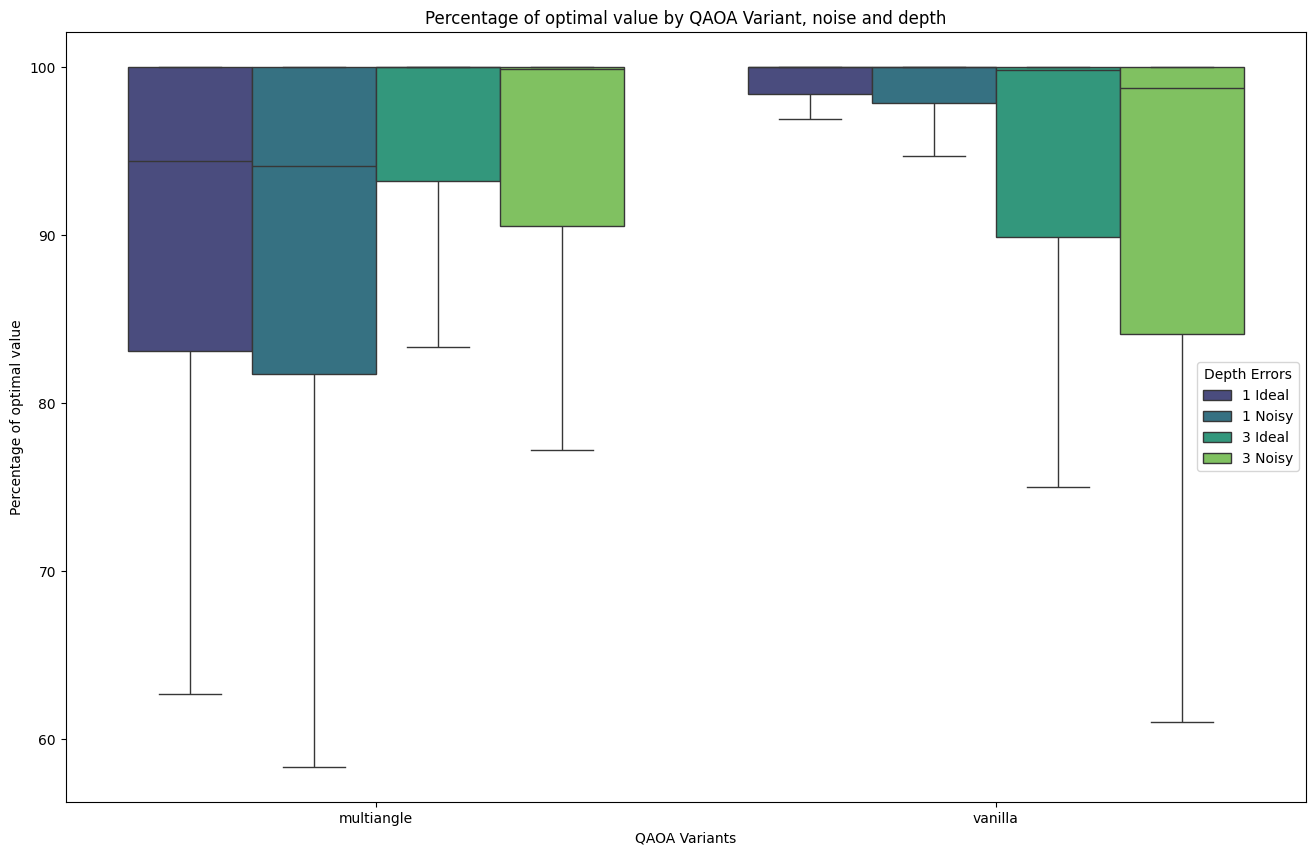 Percentage of optimal value by QAOA Variant, noise and depth
Percentage of optimal value
100
90
80
70
60
Depth Errors
1 Ideal
1 Noisy
3 Ideal
3 Noisy
multiangle
vanilla
QAOA Variants